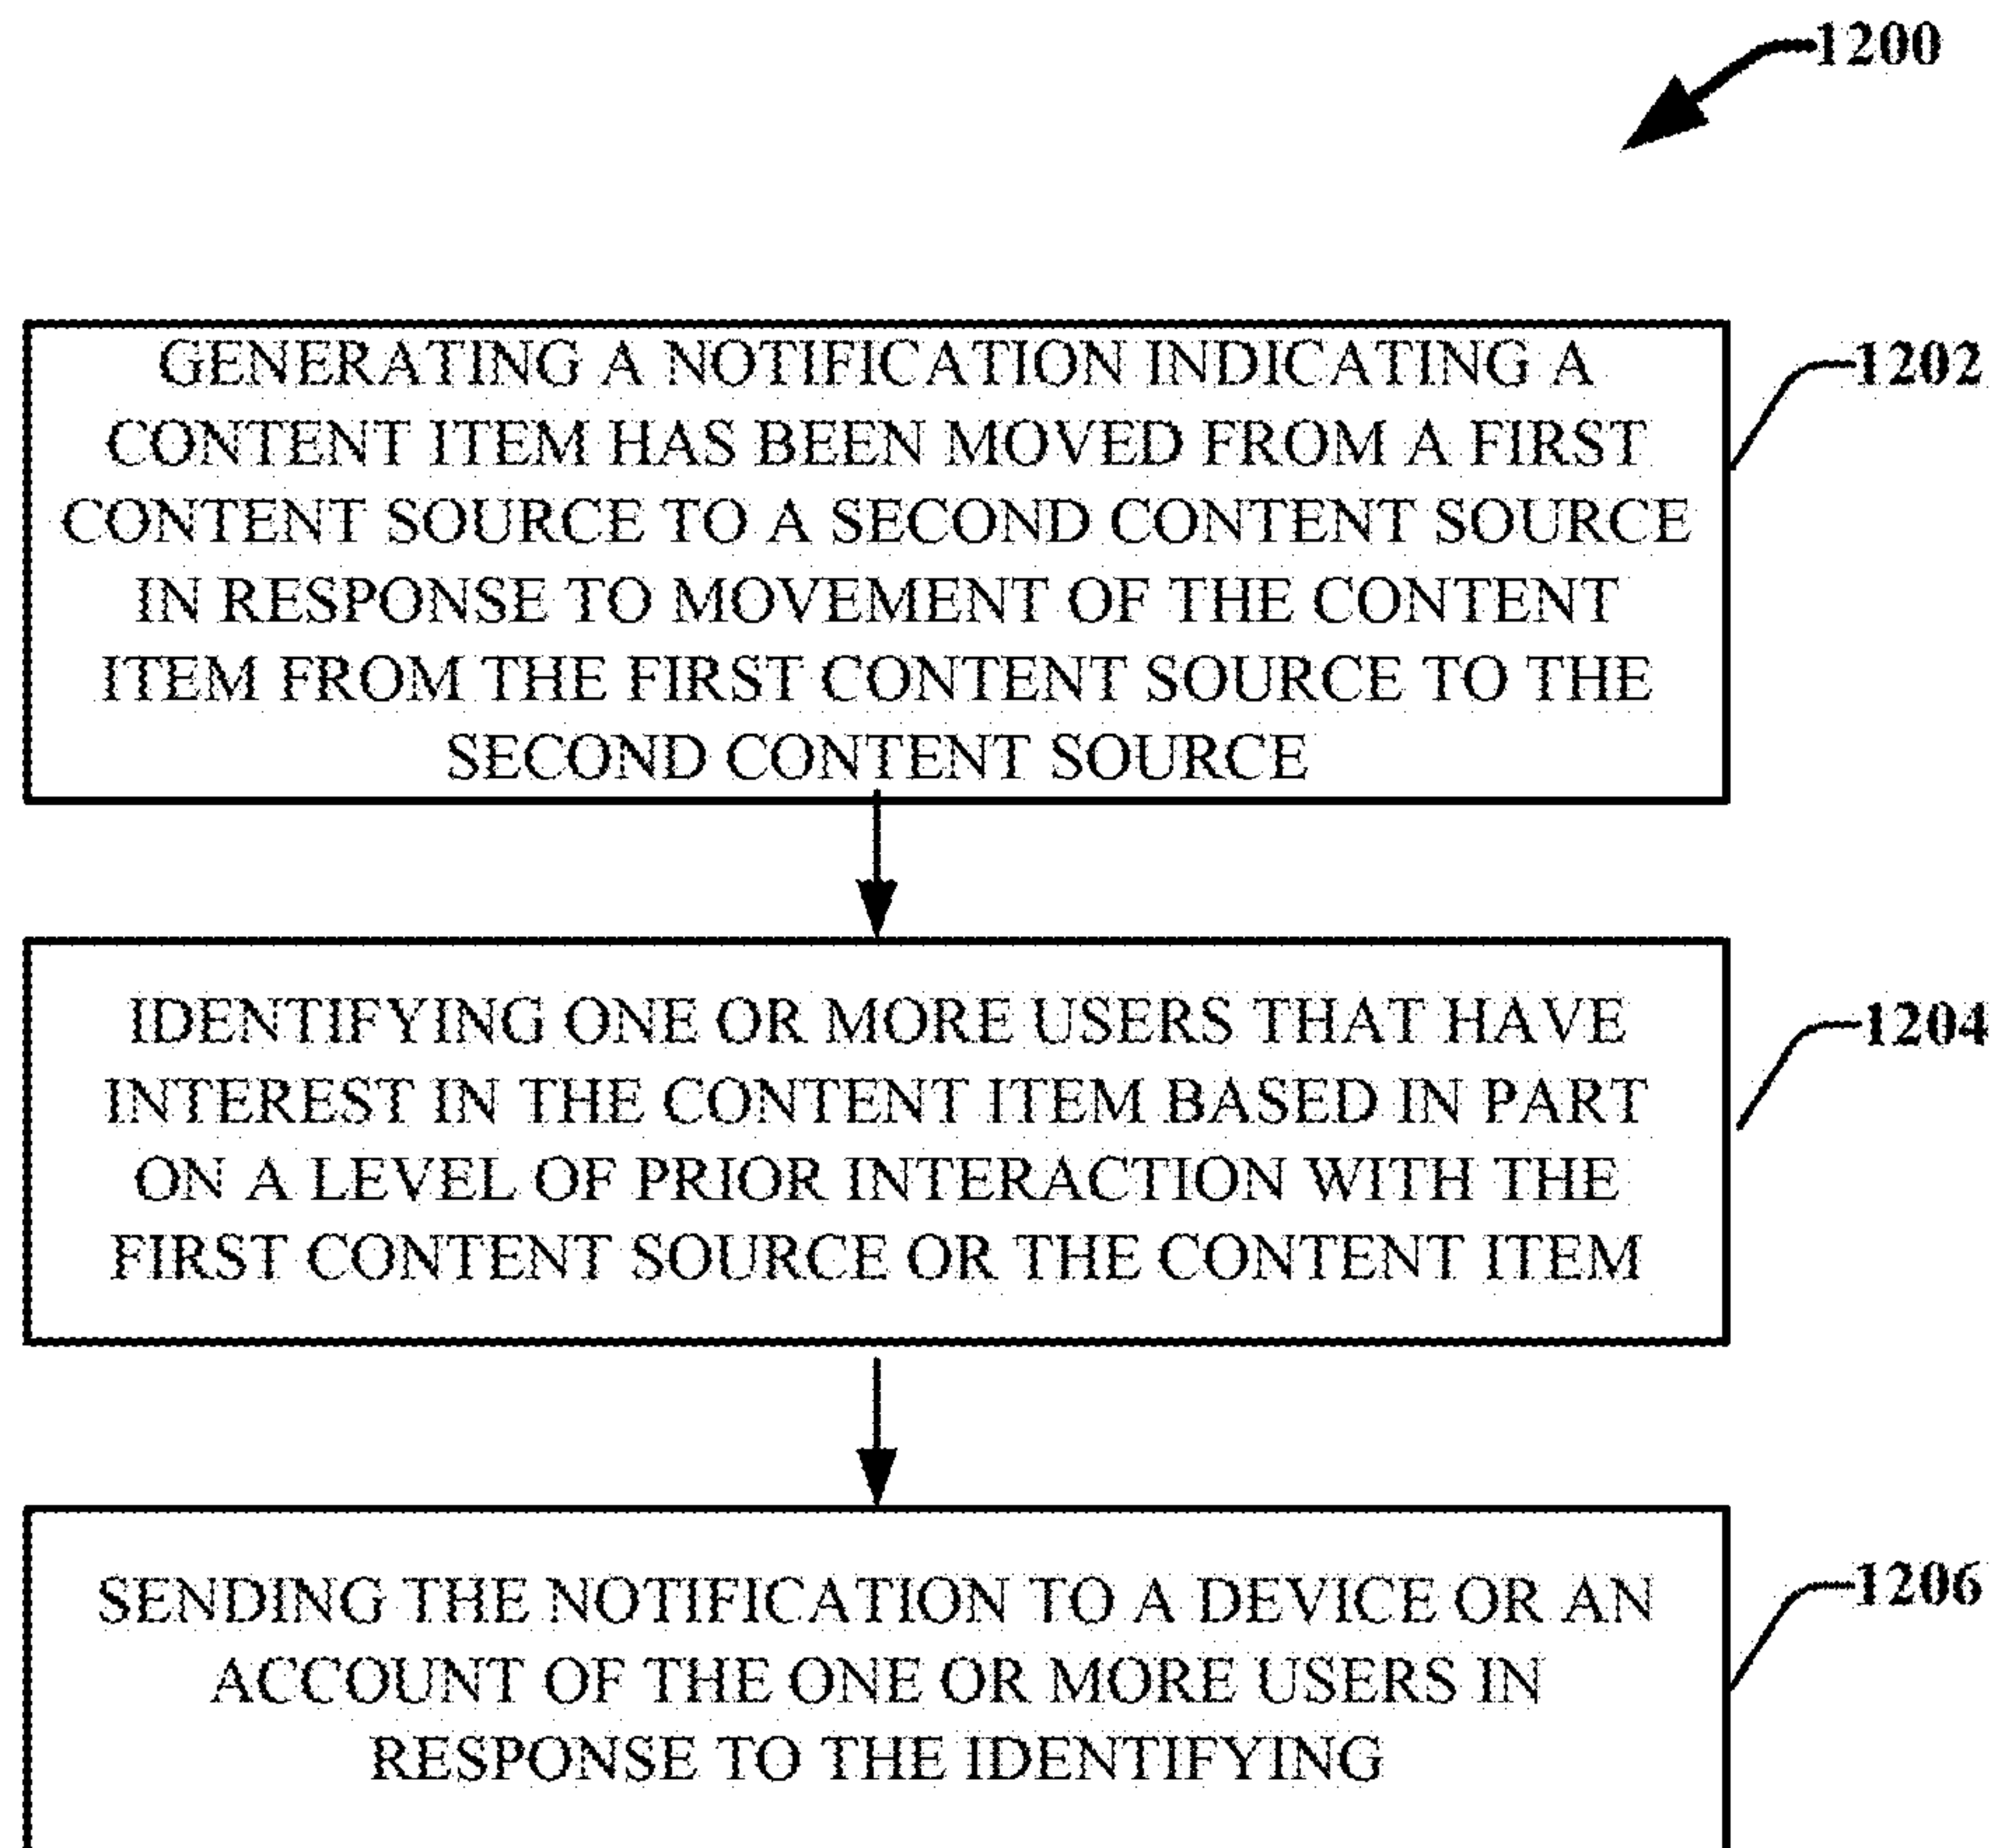 1200
GENERATING A NOTIFICATION INDICATING A
CONTENT ITEM HAS BEEN MOVED FROM A FIRST
CONTENT SOURCE TO A SECOND CONTENT SOURCE
IN RESPONSE TO MOVEMENT OF THE CONTENT
ITEM FROM THE FIRST CONTENT SOURCE TO THE
SECOND CONTENT SOURCE
1202
IDENTIFYING ONE OR MORE USERS THAT HAVE
INTEREST IN THE CONTENT ITEM BASED IN PART
ON A LEVEL OF PRIOR INTERACTION WITH THE
FIRST CONTENT SOURCE OR THE CONTENT ITEM
1204
SENDING THE NOTIFICATION TO A DEVICE OR AN
ACCOUNT OF THE ONE OR MORE USERS IN
RESPONSE TO THE IDENTIFYING
1206